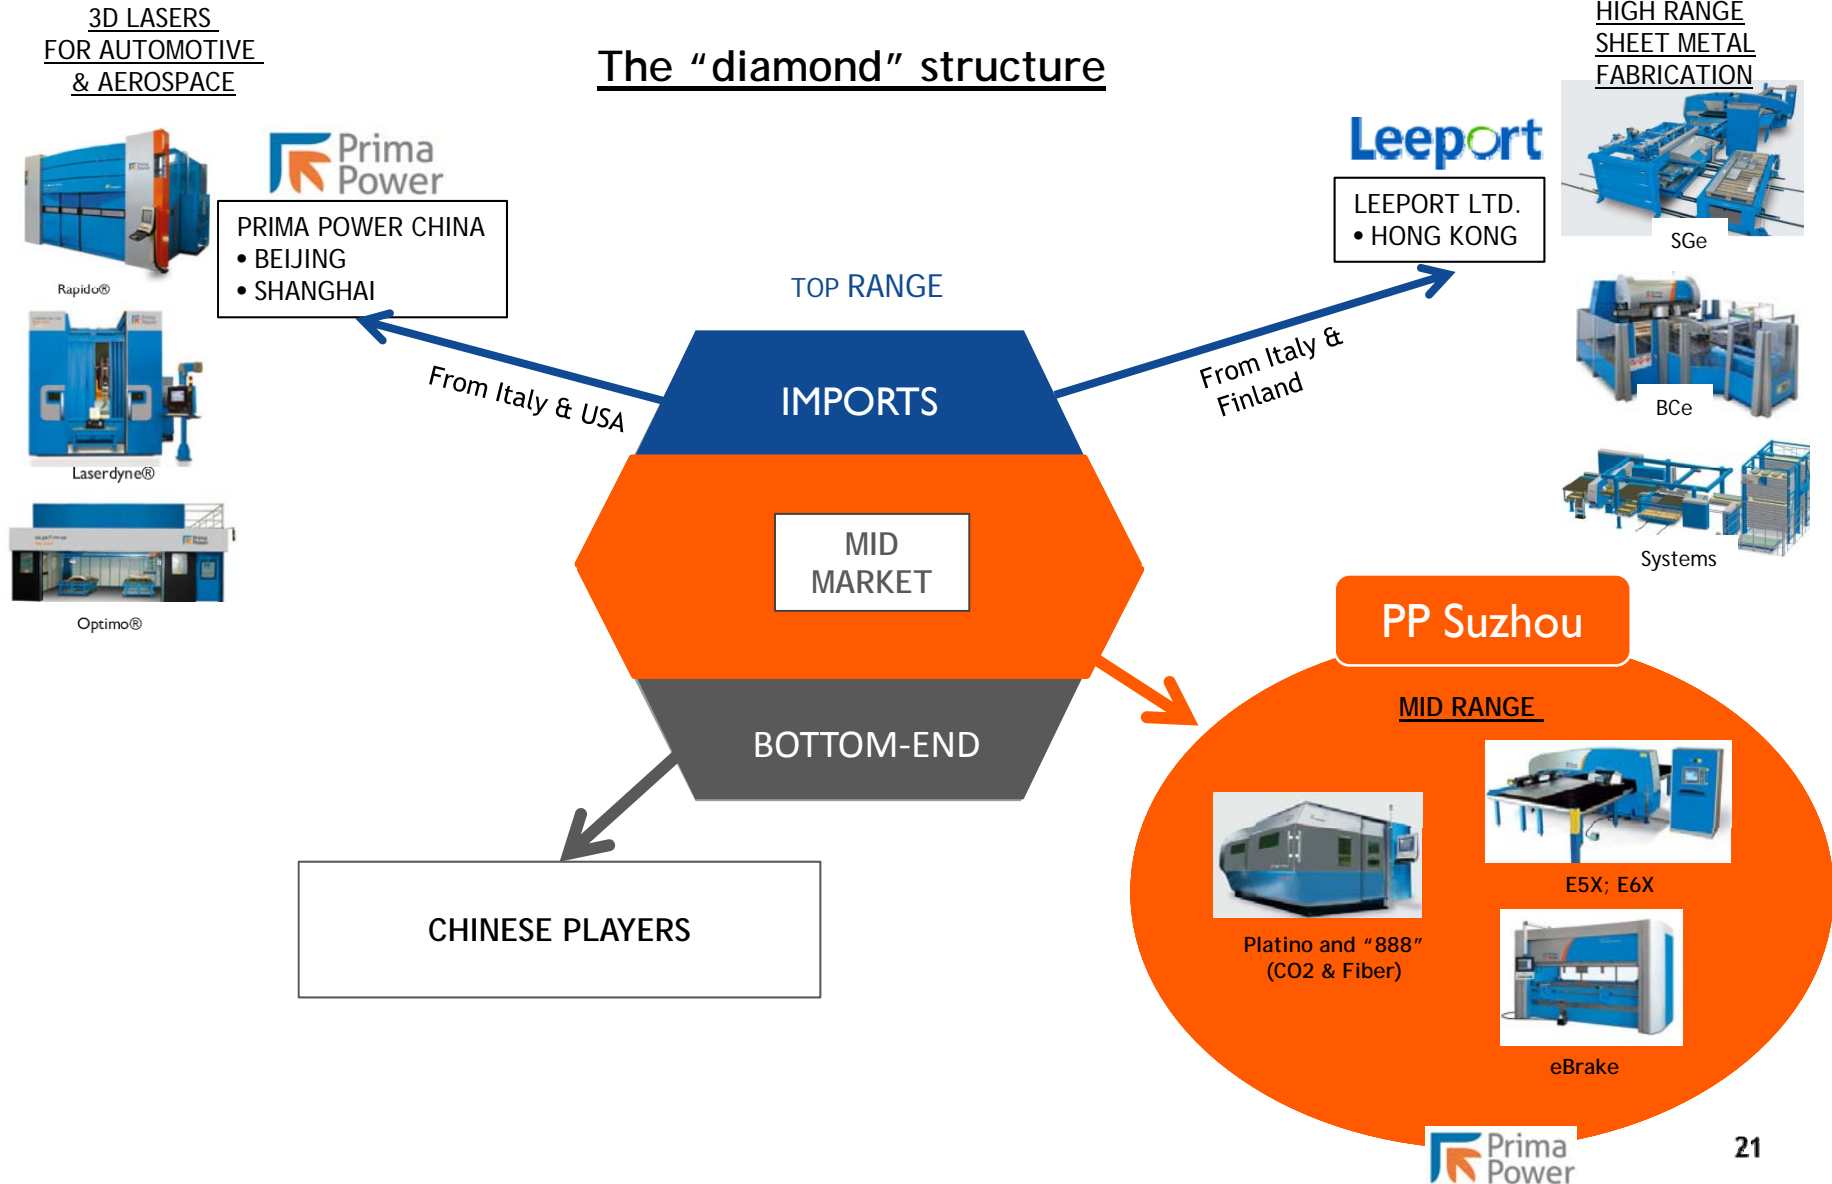 3D LASERS
FOR AUTOMOTIVE
& AEROSPACE
The “diamond” structure
HIGH RANGE
SHEET METAL
FABRICATION
Prima
Power
PRIMA POWER CHINA
• BEIJING
• SHANGHAI
Rapido®
Laserdyne®
Optimo®
Leeport
LEEPORT LTD.
• HONG KONG
SGe
BCe
Systems
TOP RANGE
From Italy & USA
From Italy &
Finland
IMPORTS
MID
MARKET
BOTTOM-END
CHINESE PLAYERS
PP Suzhou
MID RANGE
E5X; E6X
Platino and “888”
(CO2 & Fiber)
eBrake
Prima
Power
21